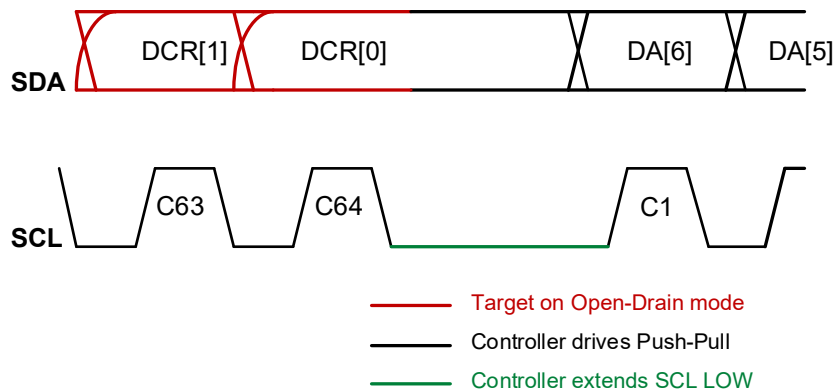 DCR[1] DCR[0] DA[6] DA[5]
SDA
C63 C64 C1
SCL
Target on Open-Drain mode
Controller drives Push-Pull
Controller extends SCL LOW